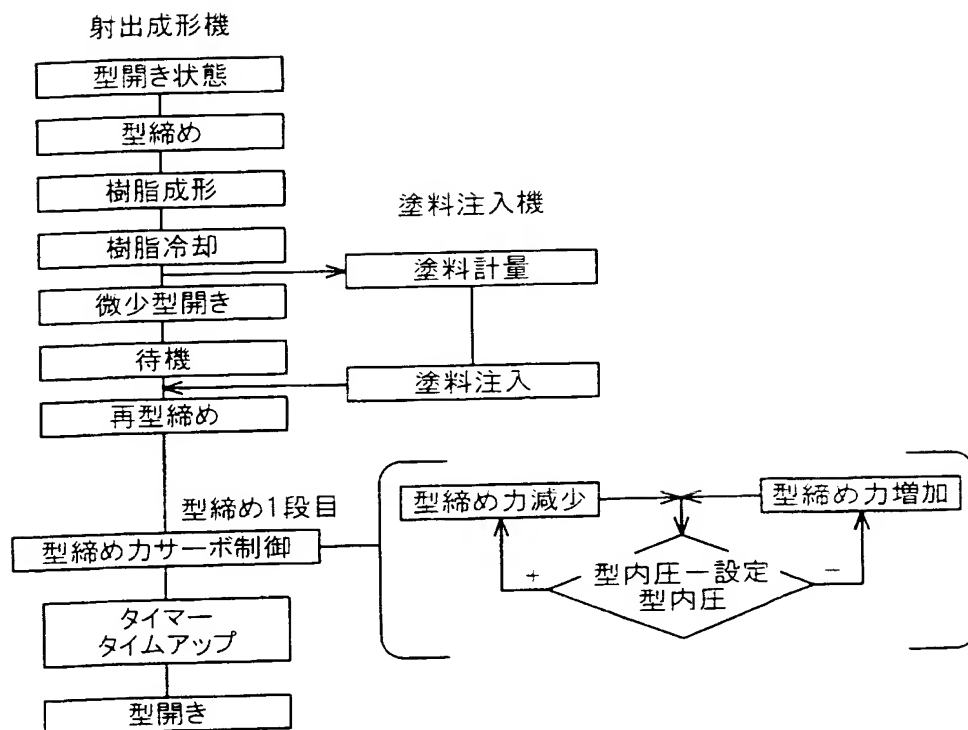 射出成形機
型開き状態
型締め
樹脂成形
樹脂冷却
微少型開き
待機
再型締め
塗料注入機
塗料計量
塗料注入
型締め1段目
型締め力サーボ制御
タイマー
タイムアップ
型開き
型締め力減少
型締め力増加
+
型内圧－設定
型内圧
−